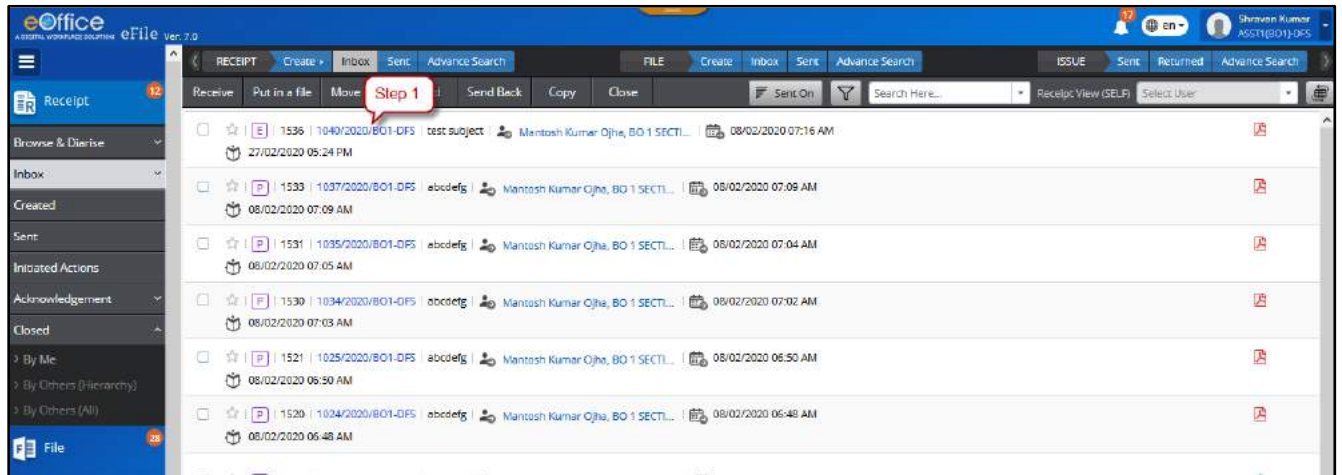 eOffice
A DIGITAL WORKPLACE SOLUTION eFile Ver. 7.0
17
en
Shravan Kumar
ASST1(BO1)-DFS
RECEIPT Create Inbox Sent Advance Search
FILE Create Inbox Sent Advance Search
ISSUE Sent Returned Advance Search
Receipt 12
Browse & Diarise
Inbox
Created
Sent
Initiated Actions
Acknowledgement
Closed
> By Me
> By Others (Hierarchy)
> By Others (All)
File 28
Receive Put in a file Move Send Back Copy Close
Step 1
Sent On Search Here... Receipt View (SELF) Select User
E 1536 1040/2020/BO1-DFS test subject Mantosh Kumar Ojha, BO 1 SECTI... 08/02/2020 07:16 AM
27/02/2020 05:24 PM
P 1533 1037/2020/BO1-DFS abcdefg Mantosh Kumar Ojha, BO 1 SECTI... 08/02/2020 07:09 AM
08/02/2020 07:09 AM
P 1531 1035/2020/BO1-DFS abcdefg Mantosh Kumar Ojha, BO 1 SECTI... 08/02/2020 07:04 AM
08/02/2020 07:05 AM
P 1530 1034/2020/BO1-DFS abcdefg Mantosh Kumar Ojha, BO 1 SECTI... 08/02/2020 07:02 AM
08/02/2020 07:03 AM
P 1521 1025/2020/BO1-DFS abcdefg Mantosh Kumar Ojha, BO 1 SECTI... 08/02/2020 06:50 AM
08/02/2020 06:50 AM
P 1520 1024/2020/BO1-DFS abcdefg Mantosh Kumar Ojha, BO 1 SECTI... 08/02/2020 06:48 AM
08/02/2020 06:48 AM